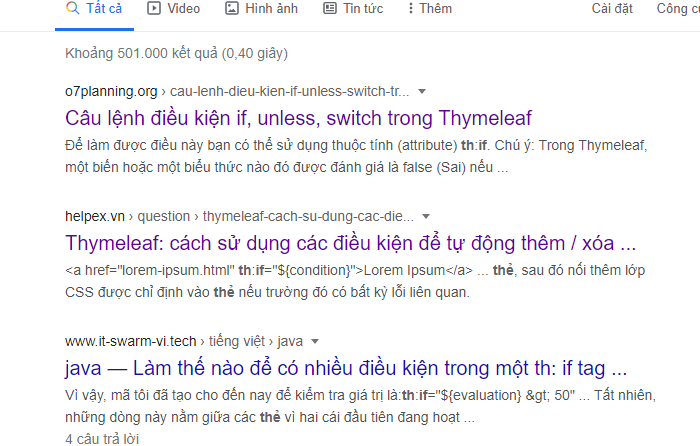 Tất cả Video Hình ảnh Tin tức Thêm Cài đặt Công cụ
Khoảng 501.000 kết quả (0,40 giây)
o7planning.org › cau-lenh-dieu-kien-if-unless-switch-tr...
Câu lệnh điều kiện if, unless, switch trong Thymeleaf
Để làm được điều này bạn có thể sử dụng thuộc tính (attribute) th:if. Chú ý: Trong Thymeleaf,
một biến hoặc một biểu thức nào đó được đánh giá là false (Sai) nếu ...
helpex.vn › question › thymeleaf-cach-su-dung-cac-die...
Thymeleaf: cách sử dụng các điều kiện để tự động thêm / xóa ...
<a href="lorem-ipsum.html" th:if="${condition}">Lorem Ipsum</a> ... thẻ, sau đó nối thêm lớp
CSS được chỉ định vào thẻ nếu trường đó có bất kỳ lỗi liên quan.
www.it-swarm-vi.tech › tiếng việt › java
java — Làm thế nào để có nhiều điều kiện trong một th: if tag ...
Vì vậy, mã tôi đã tạo cho đến nay để kiểm tra giá trị là:th:if="${evaluation} &gt; 50" ... Tất nhiên,
những dòng này nằm giữa các thẻ vì hai cái đầu tiên đang hoạt ...
4 câu trả lời